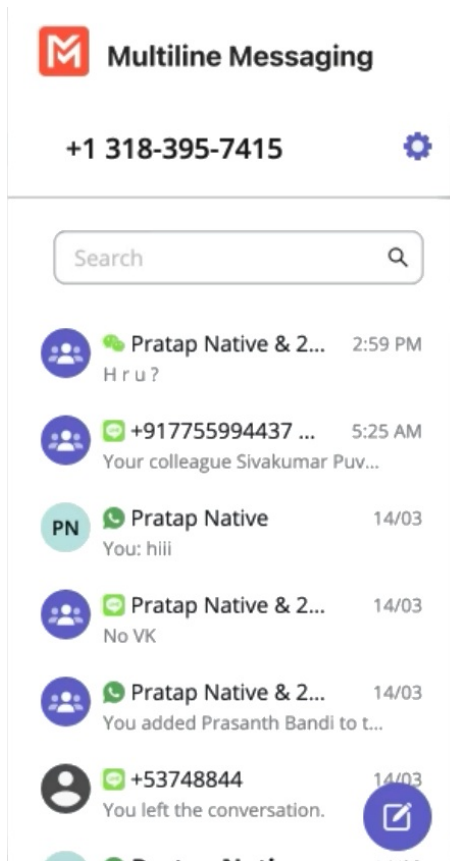 Multiline Messaging
+1 318-395-7415
Search
Pratap Native & 2... 2:59 PM
H r u ?
+917755994437 ... 5:25 AM
Your colleague Sivakumar Puv...
PN Pratap Native 14/03
You: hiii
Pratap Native & 2... 14/03
No VK
Pratap Native & 2... 14/03
You added Prasanth Bandi to t...
+53748844 14/03
You left the conversation.